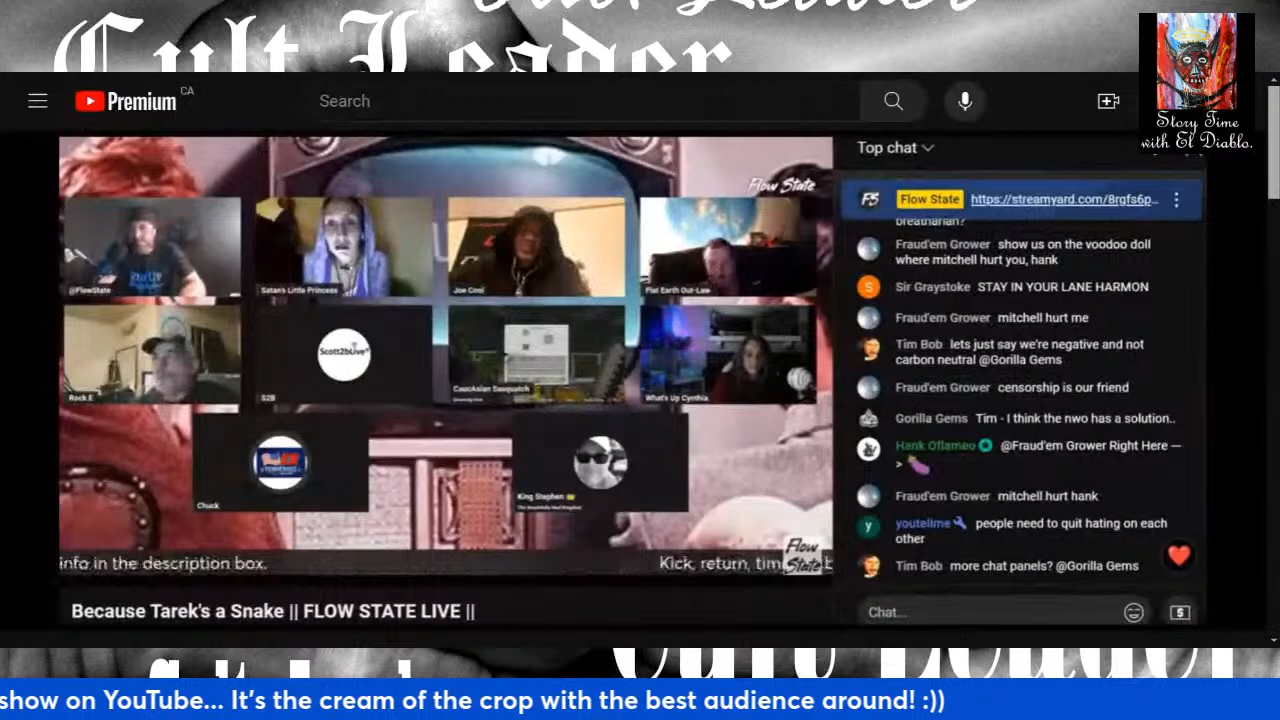 Cult Leader
Story Time
with El Diablo.
Premium
CA
Search
Top chat
Flow State
@FlowState
Satan's Little Princess
Joe Cool
Flat Earth Out-Law
Rock E
Scott2bLive
S2B
CaucAsian Sasquatch
What's Up Cynthia
TENNESSEE
Chuck
King Stephen
The Beautifully Mad Kingdom
info in the description box.
Kick, return, tim
Flow
State
Because Tarek's a Snake || FLOW STATE LIVE ||
FS
Flow State https://streamyard.com/8rgfs6p...
breatharian?
Fraud'em Grower show us on the voodoo doll
where mitchell hurt you, hank
S
Sir Graystoke STAY IN YOUR LANE HARMON
Fraud'em Grower mitchell hurt me
Tim Bob lets just say we're negative and not
carbon neutral @Gorilla Gems
Fraud'em Grower censorship is our friend
Gorilla Gems Tim - I think the nwo has a solution..
Hank Oflameo @Fraud'em Grower Right Here —
> 🍆
Fraud'em Grower mitchell hurt hank
y
youtellme people need to quit hating on each
other
Tim Bob more chat panels? @Gorilla Gems
Chat...
show on YouTube... It's the cream of the crop with the best audience around! :))